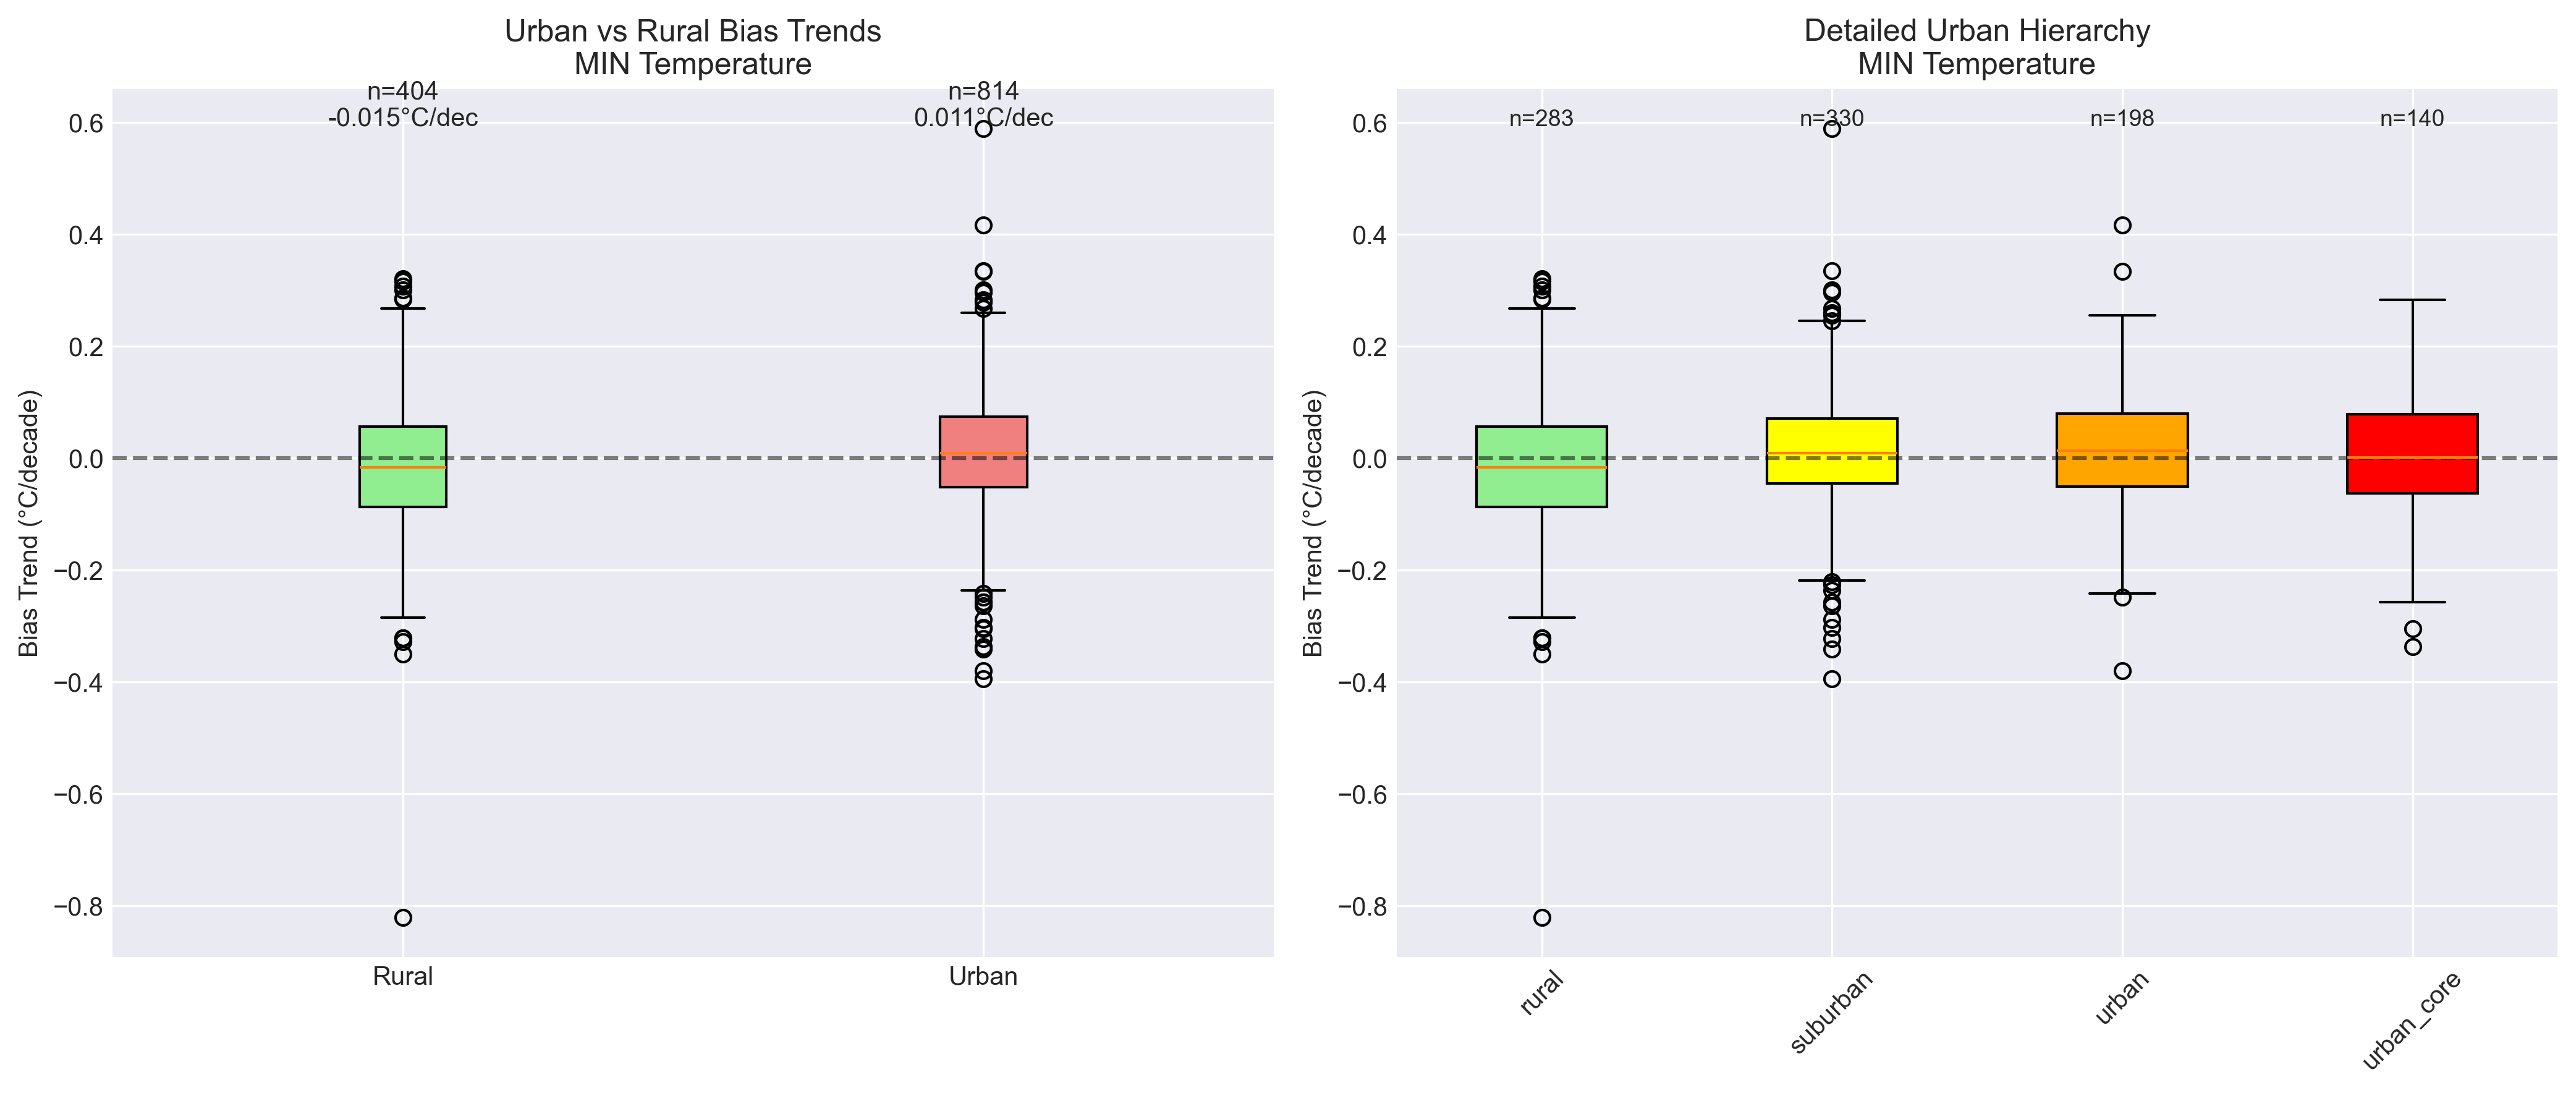 Urban vs Rural Bias Trends
MIN Temperature
n=404
-0.015°C/dec
n=814
0.011°C/dec
0.6
0.4
0.2
0.0
−0.2
−0.4
−0.6
−0.8
Bias Trend (°C/decade)
Rural
Urban
Detailed Urban Hierarchy
MIN Temperature
n=283
n=330
n=198
n=140
0.6
0.4
0.2
0.0
−0.2
−0.4
−0.6
−0.8
Bias Trend (°C/decade)
rural
suburban
urban
urban_core